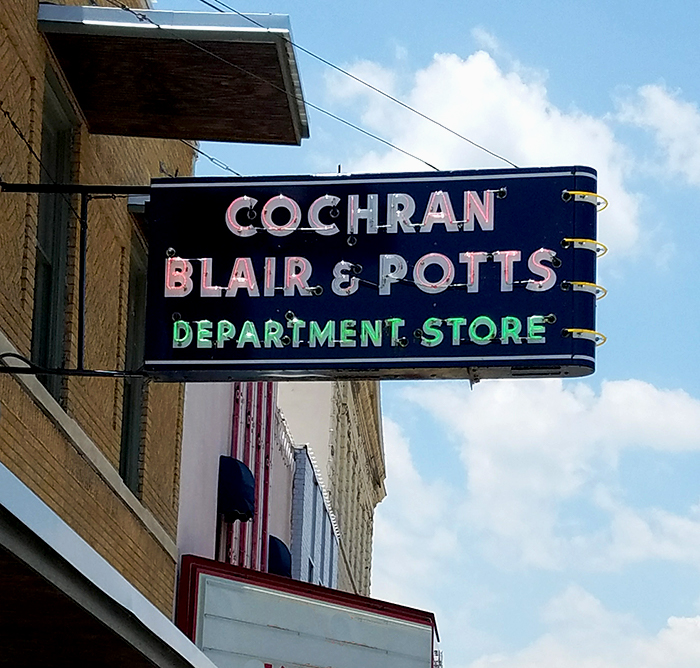 COCHRAN
BLAIR & POTTS
DEPARTMENT STORE